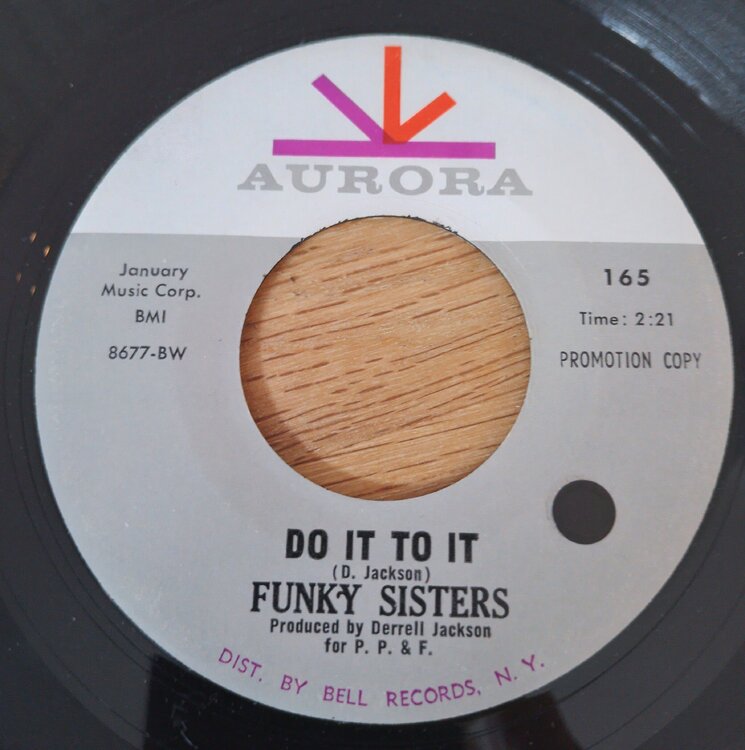 AURORA
January
Music Corp.
BMI
8677-BW
165
Time: 2:21
PROMOTION COPY
DO IT TO IT
(D. Jackson)
FUNKY SISTERS
Produced by Derrell Jackson
for P. P. & F.
DIST. BY BELL RECORDS, N. Y.